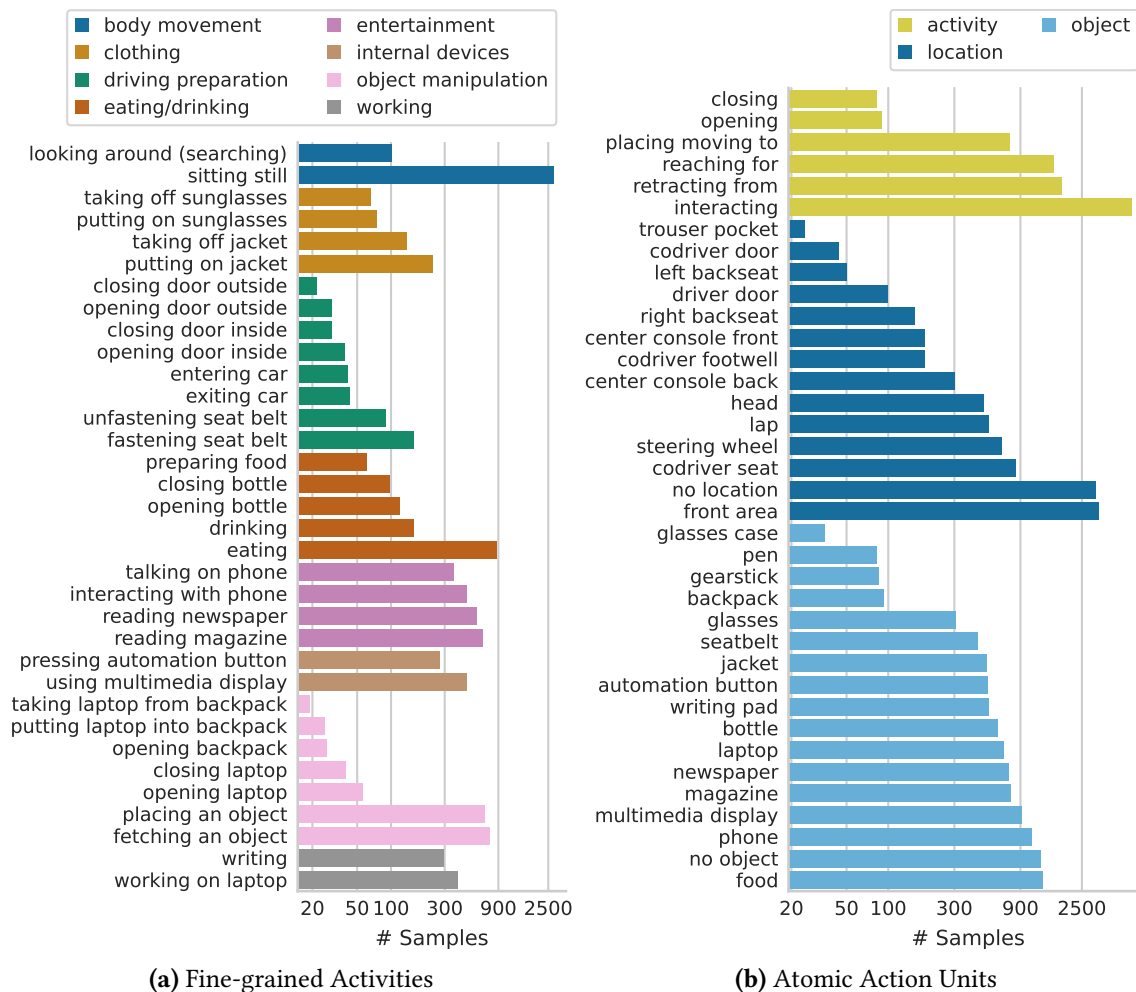 body movement
clothing
driving preparation
eating/drinking
entertainment
internal devices
object manipulation
working
looking around (searching)
sitting still
taking off sunglasses
putting on sunglasses
taking off jacket
putting on jacket
closing door outside
opening door outside
closing door inside
opening door inside
entering car
exiting car
unfastening seat belt
fastening seat belt
preparing food
closing bottle
opening bottle
drinking
eating
talking on phone
interacting with phone
reading newspaper
reading magazine
pressing automation button
using multimedia display
taking laptop from backpack
putting laptop into backpack
opening backpack
closing laptop
opening laptop
placing an object
fetching an object
writing
working on laptop
20 50 100 300 900 2500
# Samples
(a) Fine-grained Activities
activity
location
object
closing
opening
placing moving to
reaching for
retracting from
interacting
trouser pocket
codriver door
left backseat
driver door
right backseat
center console front
codriver footwell
center console back
head
lap
steering wheel
codriver seat
no location
front area
glasses case
pen
gearstick
backpack
glasses
seatbelt
jacket
automation button
writing pad
bottle
laptop
newspaper
magazine
multimedia display
phone
no object
food
20 50 100 300 900 2500
# Samples
(b) Atomic Action Units